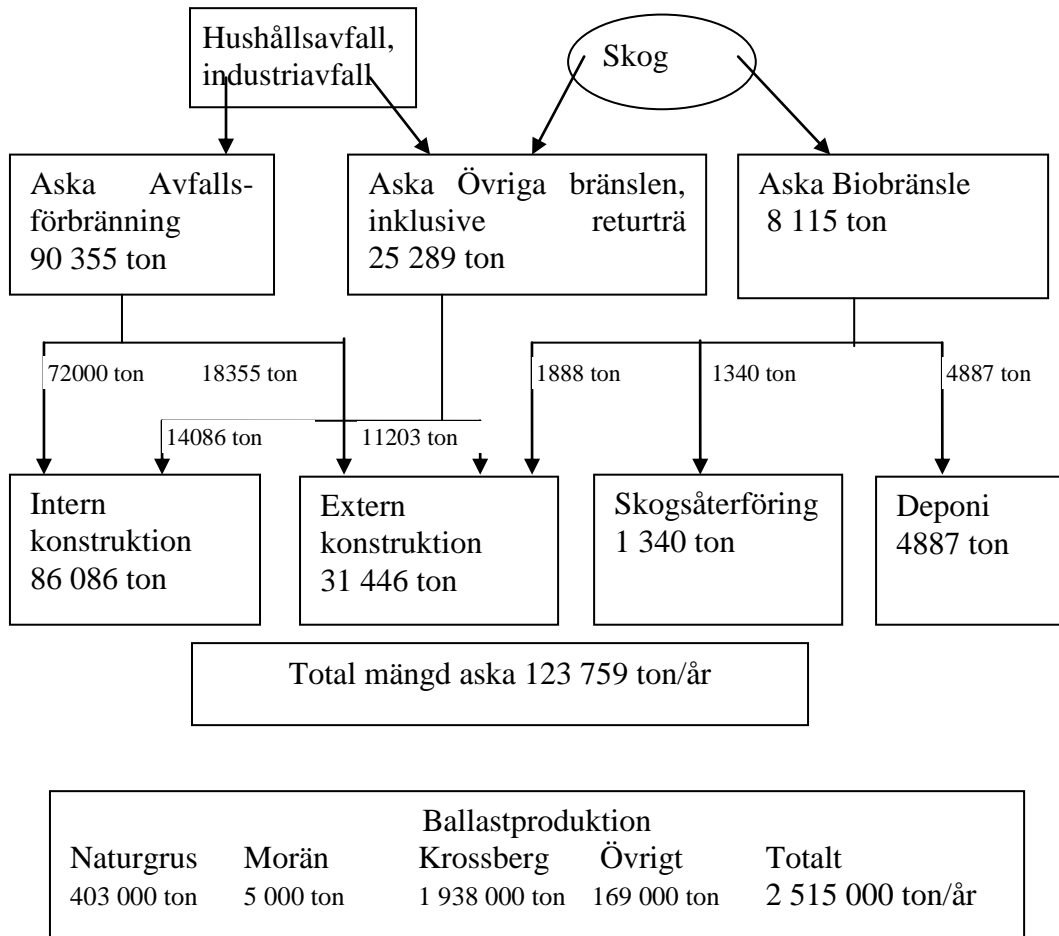 Hushållsavfall,
industriavfall
Skog
Aska Avfalls-
förbränning
90 355 ton
Aska Övriga bränslen,
inklusive returträ
25 289 ton
Aska Biobränsle
8 115 ton
72000 ton
18355 ton
1888 ton
1340 ton
4887 ton
14086 ton
11203 ton
Intern
konstruktion
86 086 ton
Extern
konstruktion
31 446 ton
Skogsåterföring
1 340 ton
Deponi
4887 ton
Total mängd aska 123 759 ton/år
Ballastproduktion
Naturgrus Morän Krossberg Övrigt Totalt
403 000 ton 5 000 ton 1 938 000 ton 169 000 ton 2 515 000 ton/år